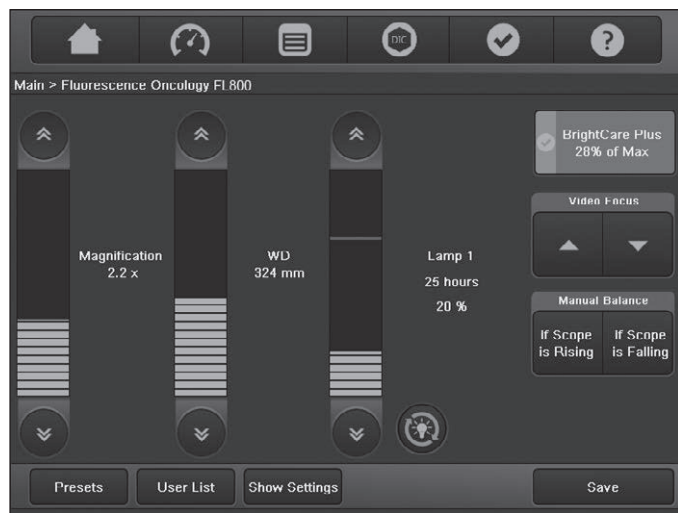 DIC
?
Main > Fluorescence Oncology FL800
BrightCare Plus
28% of Max
Video Focus
Magnification
2.2 x
WD
324 mm
Lamp 1
25 hours
20 %
Manual Balance
If Scope
is Rising
If Scope
is Falling
Presets
User List
Show Settings
Save